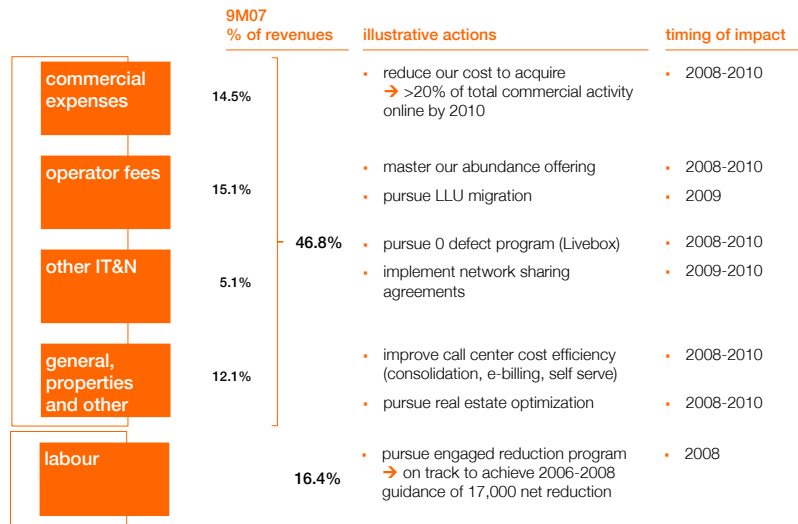 9M07
% of revenues
illustrative actions
timing of impact
commercial
expenses
14.5%
▪ reduce our cost to acquire
➔ >20% of total commercial activity
online by 2010
▪ 2008-2010
operator fees
15.1%
▪ master our abundance offering
▪ 2008-2010
▪ pursue LLU migration
▪ 2009
46.8%
▪ pursue 0 defect program (Livebox)
▪ 2008-2010
other IT&N
5.1%
▪ implement network sharing
agreements
▪ 2009-2010
general,
properties
and other
12.1%
▪ improve call center cost efficiency
(consolidation, e-billing, self serve)
▪ 2008-2010
▪ pursue real estate optimization
▪ 2008-2010
labour
16.4%
▪ pursue engaged reduction program
➔ on track to achieve 2006-2008
guidance of 17,000 net reduction
▪ 2008